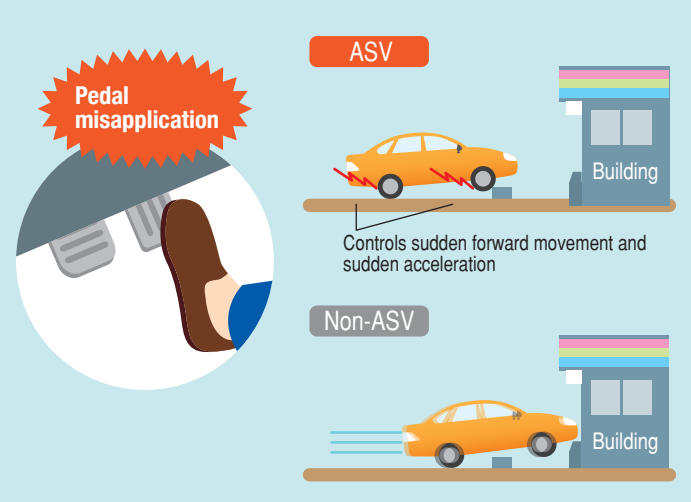 Pedal
misapplication
ASV
Building
Controls sudden forward movement and
sudden acceleration
Non-ASV
Building